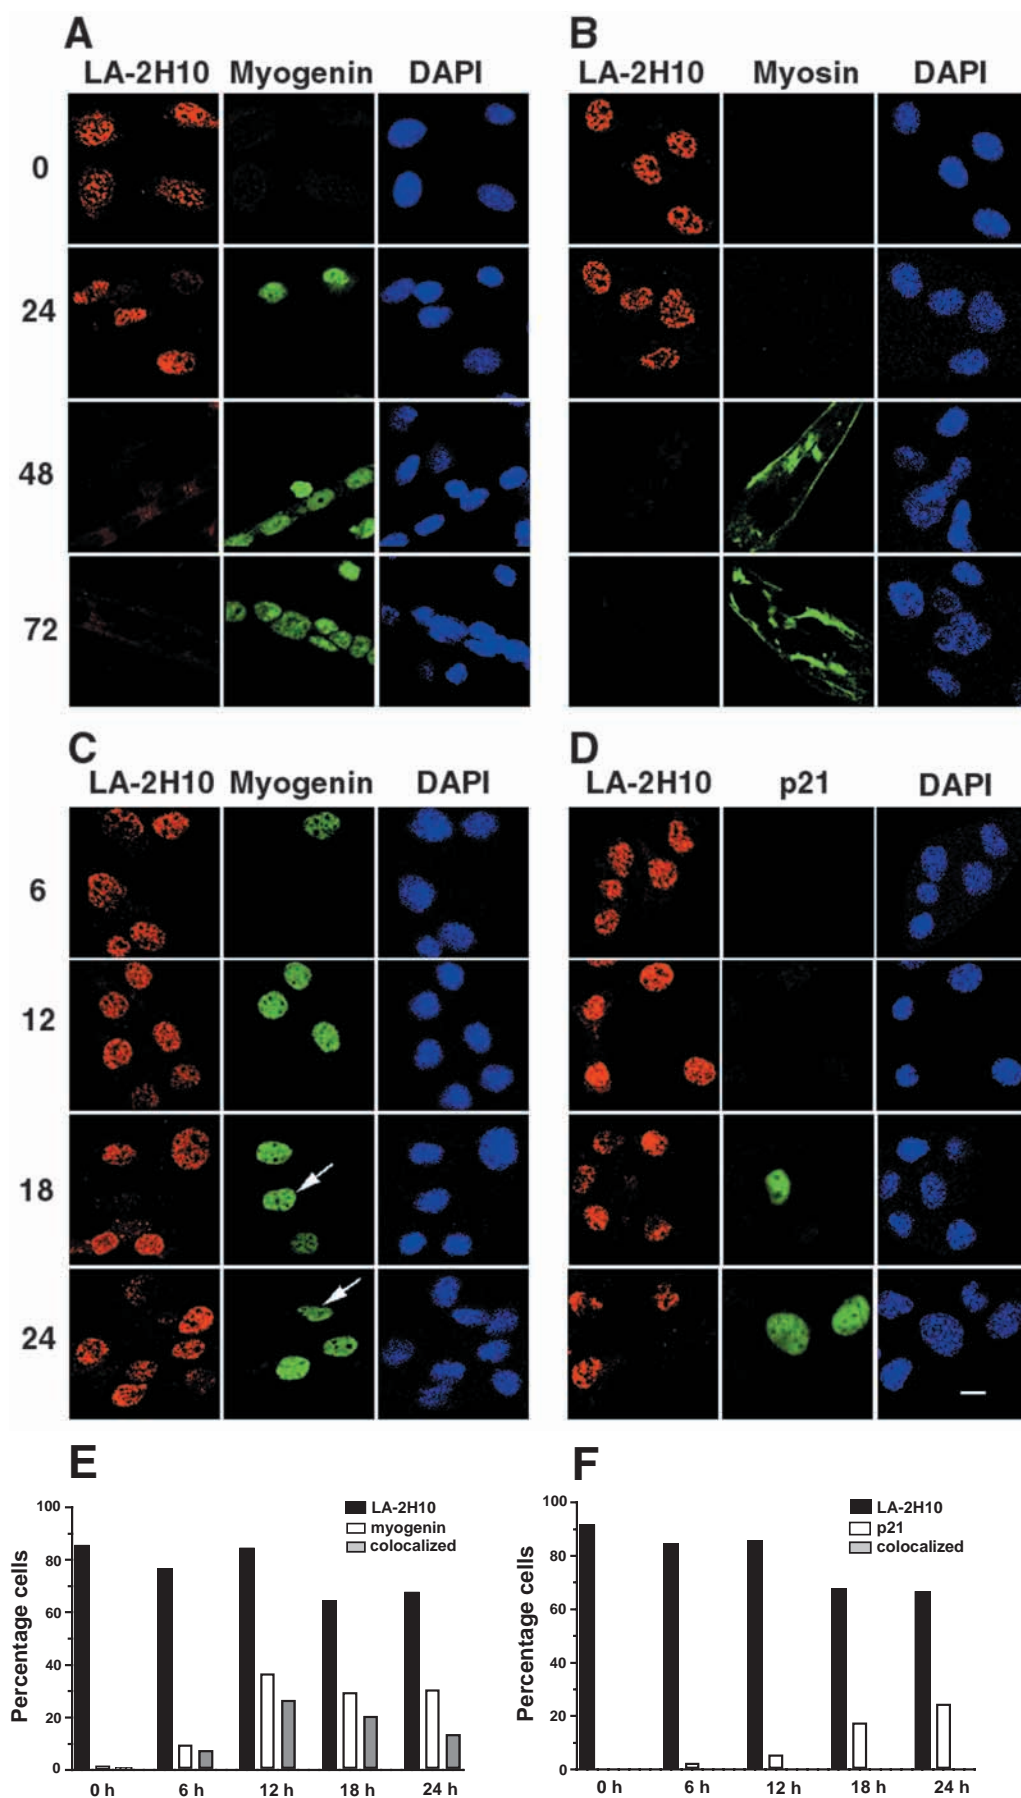 A B
LA-2H10 Myogenin DAPI LA-2H10 Myosin DAPI
0
24
48
72
C D
LA-2H10 Myogenin DAPI LA-2H10 p21 DAPI
6
12
18
24
E F
100
80
60
40
20
0
Percentage cells
LA-2H10
myogenin
colocalized
0 h 6 h 12 h 18 h 24 h
100
80
60
40
20
0
Percentage cells
LA-2H10
p21
colocalized
0 h 6 h 12 h 18 h 24 h